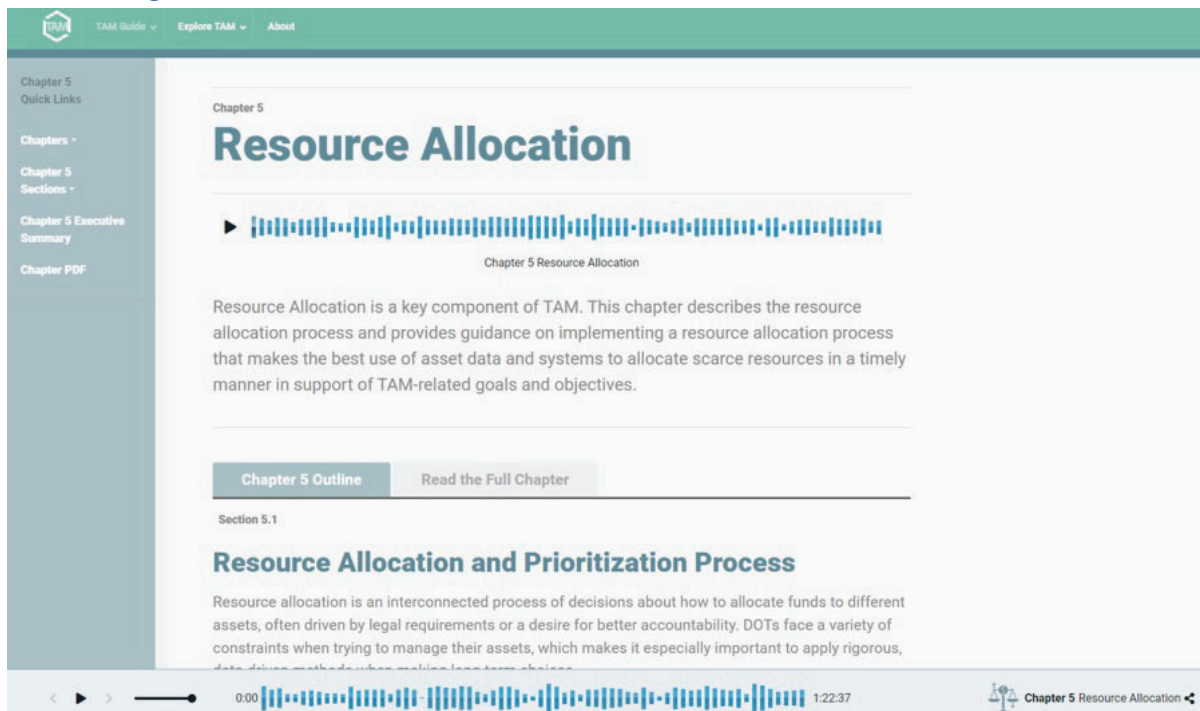 TAM
TAM Guide
Explore TAM
About
Chapter 5
Quick Links
Chapters
Chapter 5
Sections
Chapter 5 Executive
Summary
Chapter PDF
Chapter 5
Resource Allocation
Chapter 5 Resource Allocation
Resource Allocation is a key component of TAM. This chapter describes the resource
allocation process and provides guidance on implementing a resource allocation process
that makes the best use of asset data and systems to allocate scarce resources in a timely
manner in support of TAM-related goals and objectives.
Chapter 5 Outline
Read the Full Chapter
Section 5.1
Resource Allocation and Prioritization Process
Resource allocation is an interconnected process of decisions about how to allocate funds to different
assets, often driven by legal requirements or a desire for better accountability. DOTs face a variety of
constraints when trying to manage their assets, which makes it especially important to apply rigorous,
0:00
1:22:37
Chapter 5 Resource Allocation